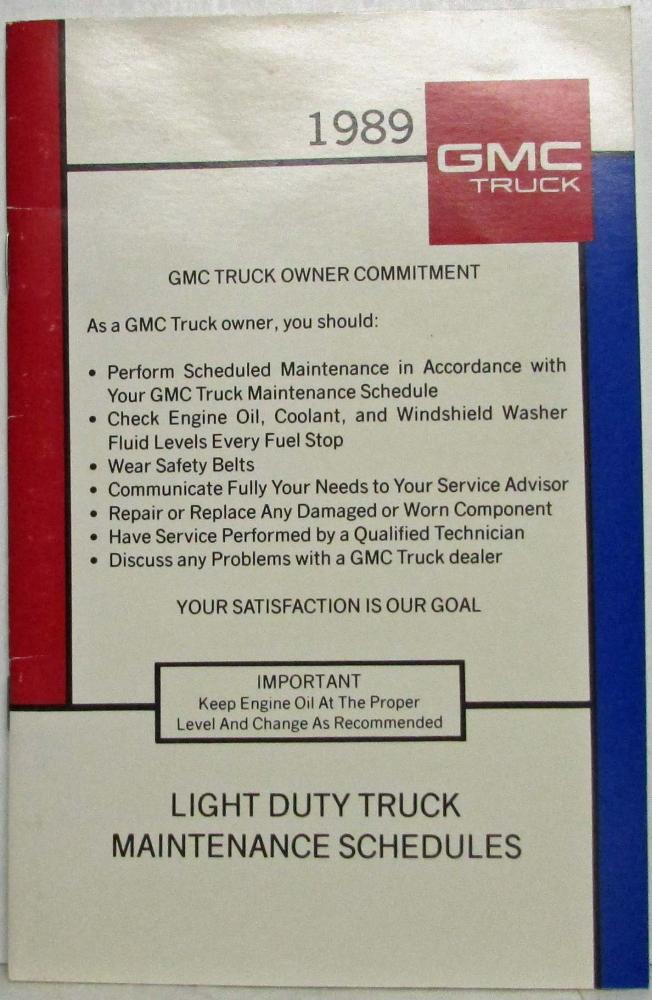 1989
GMC
TRUCK
GMC TRUCK OWNER COMMITMENT
As a GMC Truck owner, you should:
• Perform Scheduled Maintenance in Accordance with
Your GMC Truck Maintenance Schedule
• Check Engine Oil, Coolant, and Windshield Washer
Fluid Levels Every Fuel Stop
• Wear Safety Belts
• Communicate Fully Your Needs to Your Service Advisor
• Repair or Replace Any Damaged or Worn Component
• Have Service Performed by a Qualified Technician
• Discuss any Problems with a GMC Truck dealer
YOUR SATISFACTION IS OUR GOAL
IMPORTANT
Keep Engine Oil At The Proper
Level And Change As Recommended
LIGHT DUTY TRUCK
MAINTENANCE SCHEDULES